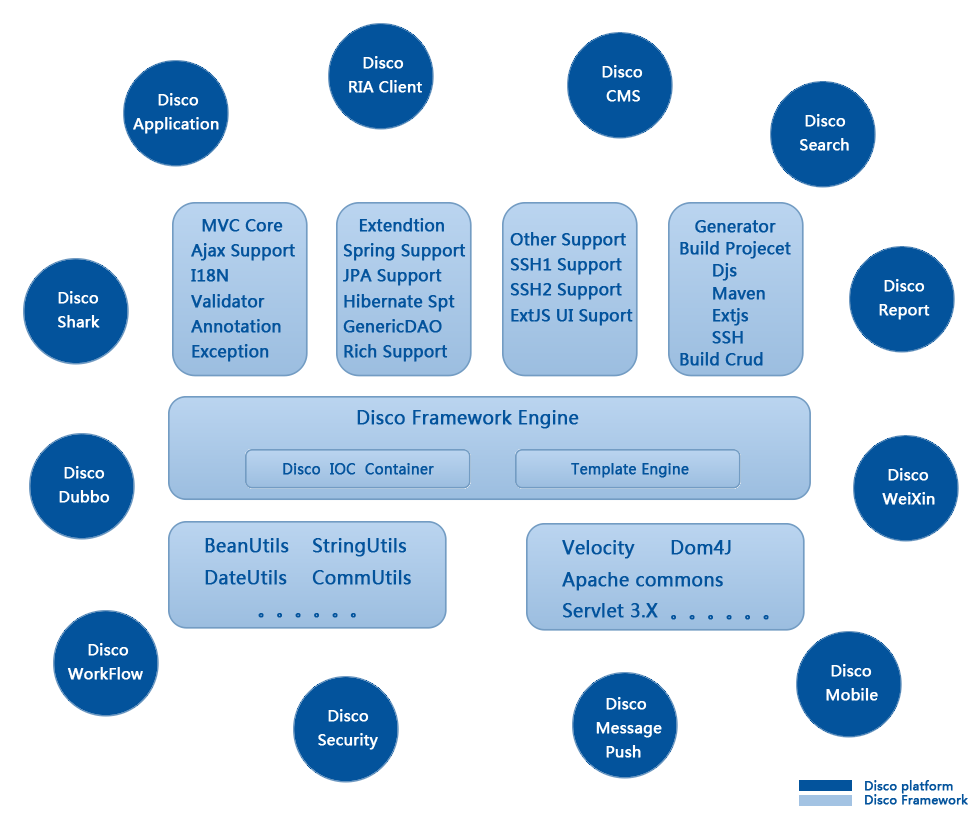 Disco
RIA Client
Disco
CMS
Disco
Application
Disco
Search
MVC Core
Ajax Support
I18N
Validator
Annotation
Exception
Extendtion
Spring Support
JPA Support
Hibernate Spt
GenericDAO
Rich Support
Other Support
SSH1 Support
SSH2 Support
ExtJS UI Suport
Generator
Build Projecet
Djs
Maven
Extjs
SSH
Build Crud
Disco
Shark
Disco
Report
Disco Framework Engine
Disco IOC Container
Template Engine
Disco
Dubbo
Disco
WeiXin
BeanUtils StringUtils
DateUtils CommUtils
。。。。。。
Velocity Dom4J
Apache commons
Servlet 3.X 。。。。。。
Disco
WorkFlow
Disco
Mobile
Disco
Security
Disco
Message
Push
Disco platform
Disco Framework